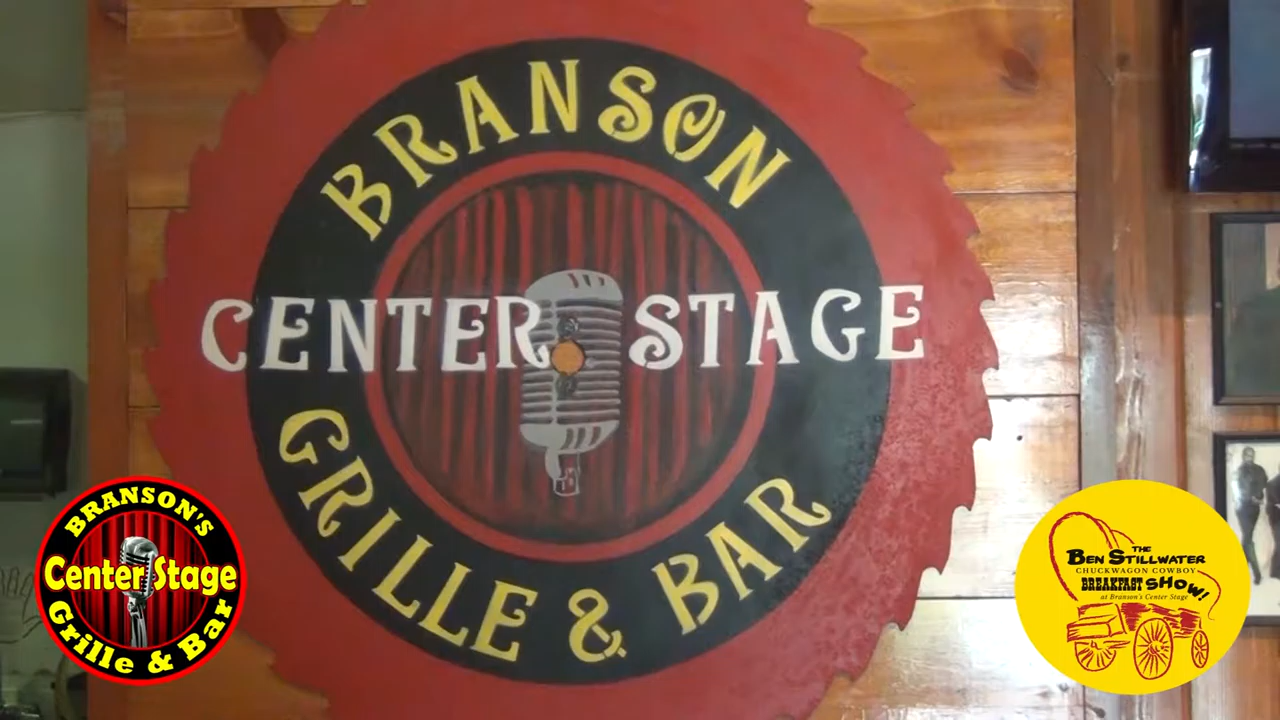 BRANSON
CENTER STAGE
GRILLE & BAR
BRANSON'S
Center Stage
Grille & Bar
THE
BEN STILLWATER
CHUCKWAGON COWBOY
BREAKFAST SHOW!
at Branson's Center Stage